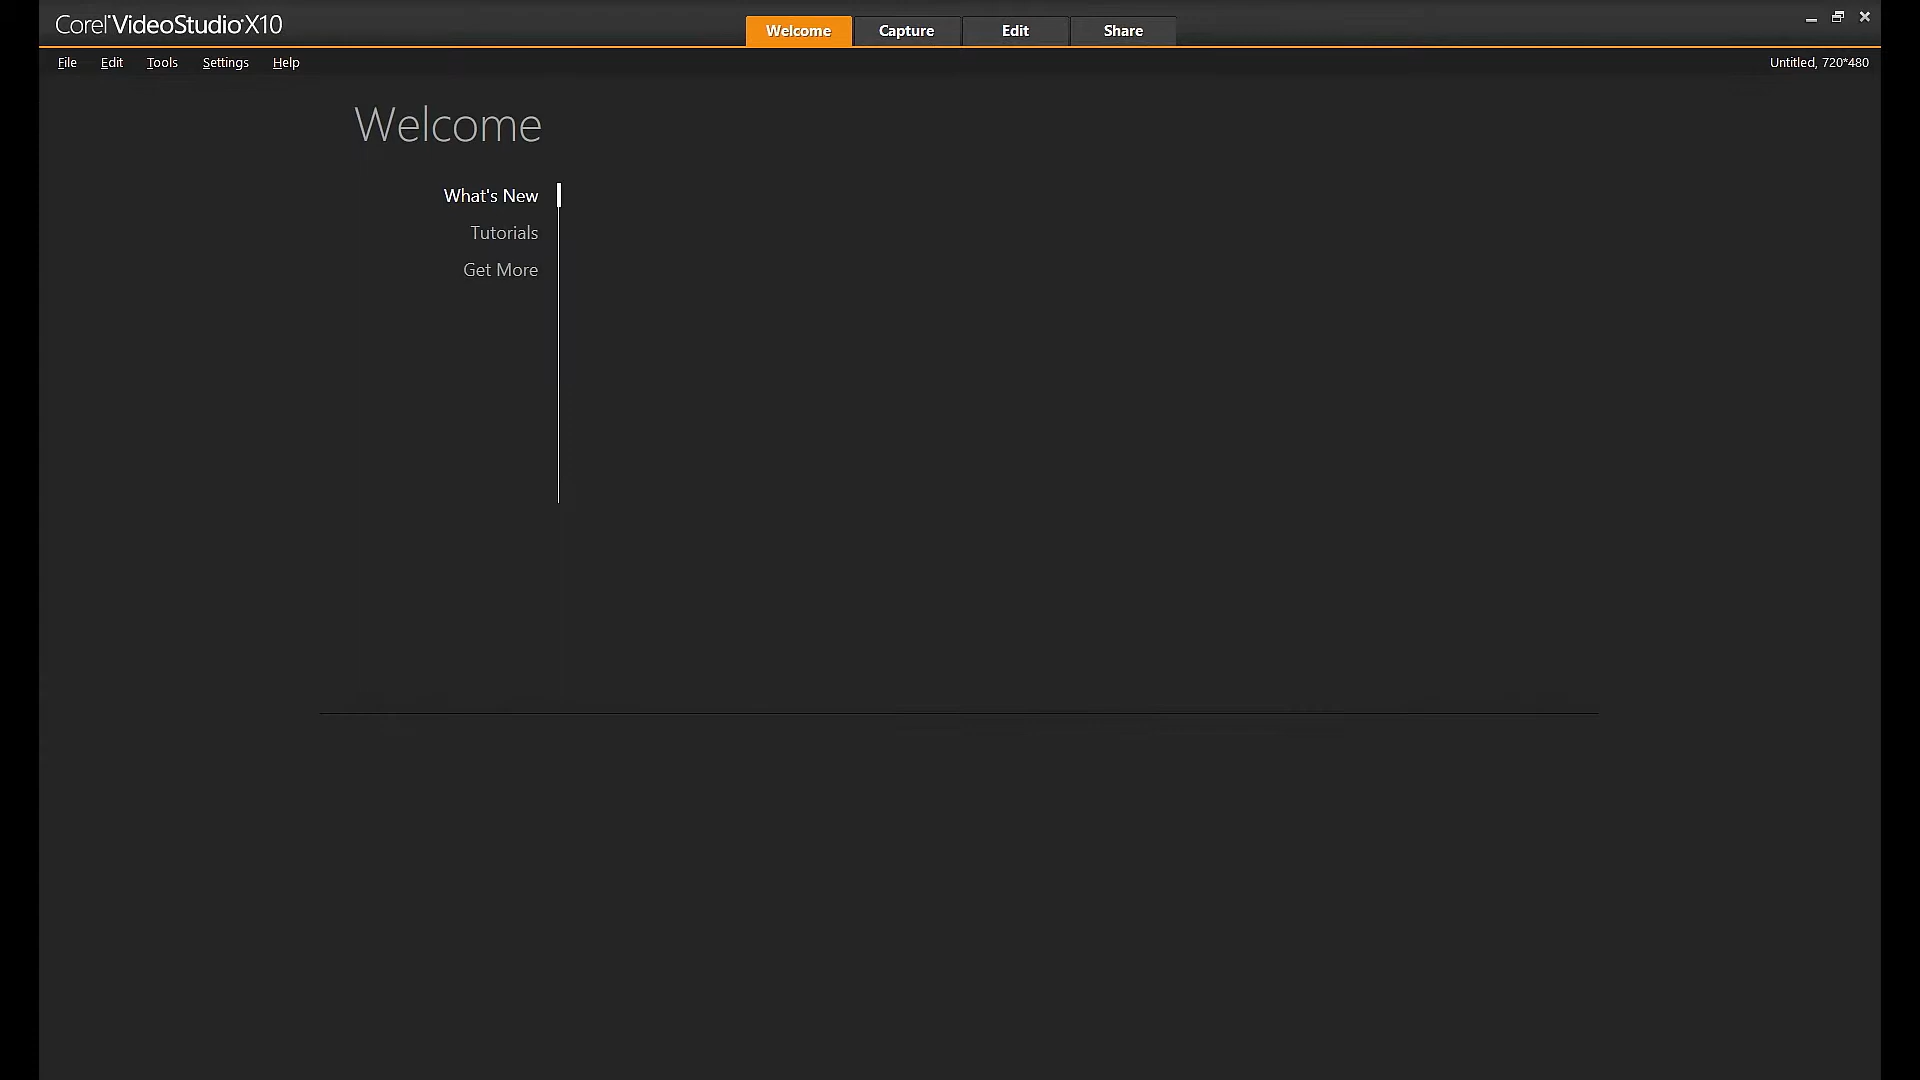 Corel VideoStudio X10
Welcome Capture Edit Share
File Edit Tools Settings Help
Untitled, 720*480
Welcome
What's New
Tutorials
Get More